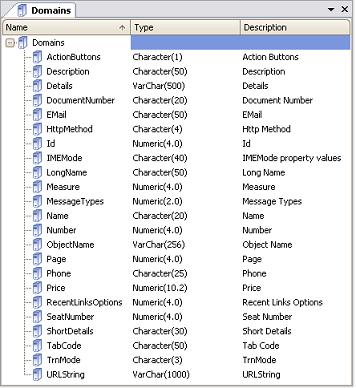 Domains
Name Type Description
Domains
ActionButtons Character(1) Action Buttons
Description Character(50) Description
Details VarChar(500) Details
DocumentNumber Character(20) Document Number
EMail Character(50) EMail
HttpMethod Character(4) Http Method
Id Numeric(4.0) Id
IMEMode Character(40) IMEMode property values
LongName Character(50) Long Name
Measure Numeric(4.0) Measure
MessageTypes Numeric(2.0) Message Types
Name Character(20) Name
Number Numeric(4.0) Number
ObjectName VarChar(256) Object Name
Page Numeric(4.0) Page
Phone Character(25) Phone
Price Numeric(10.2) Price
RecentLinksOptions Numeric(4.0) Recent Links Options
SeatNumber Numeric(4.0) Seat Number
ShortDetails Character(30) Short Details
TabCode Character(50) Tab Code
TrnMode Character(3) TrnMode
URLString VarChar(1000) URLString